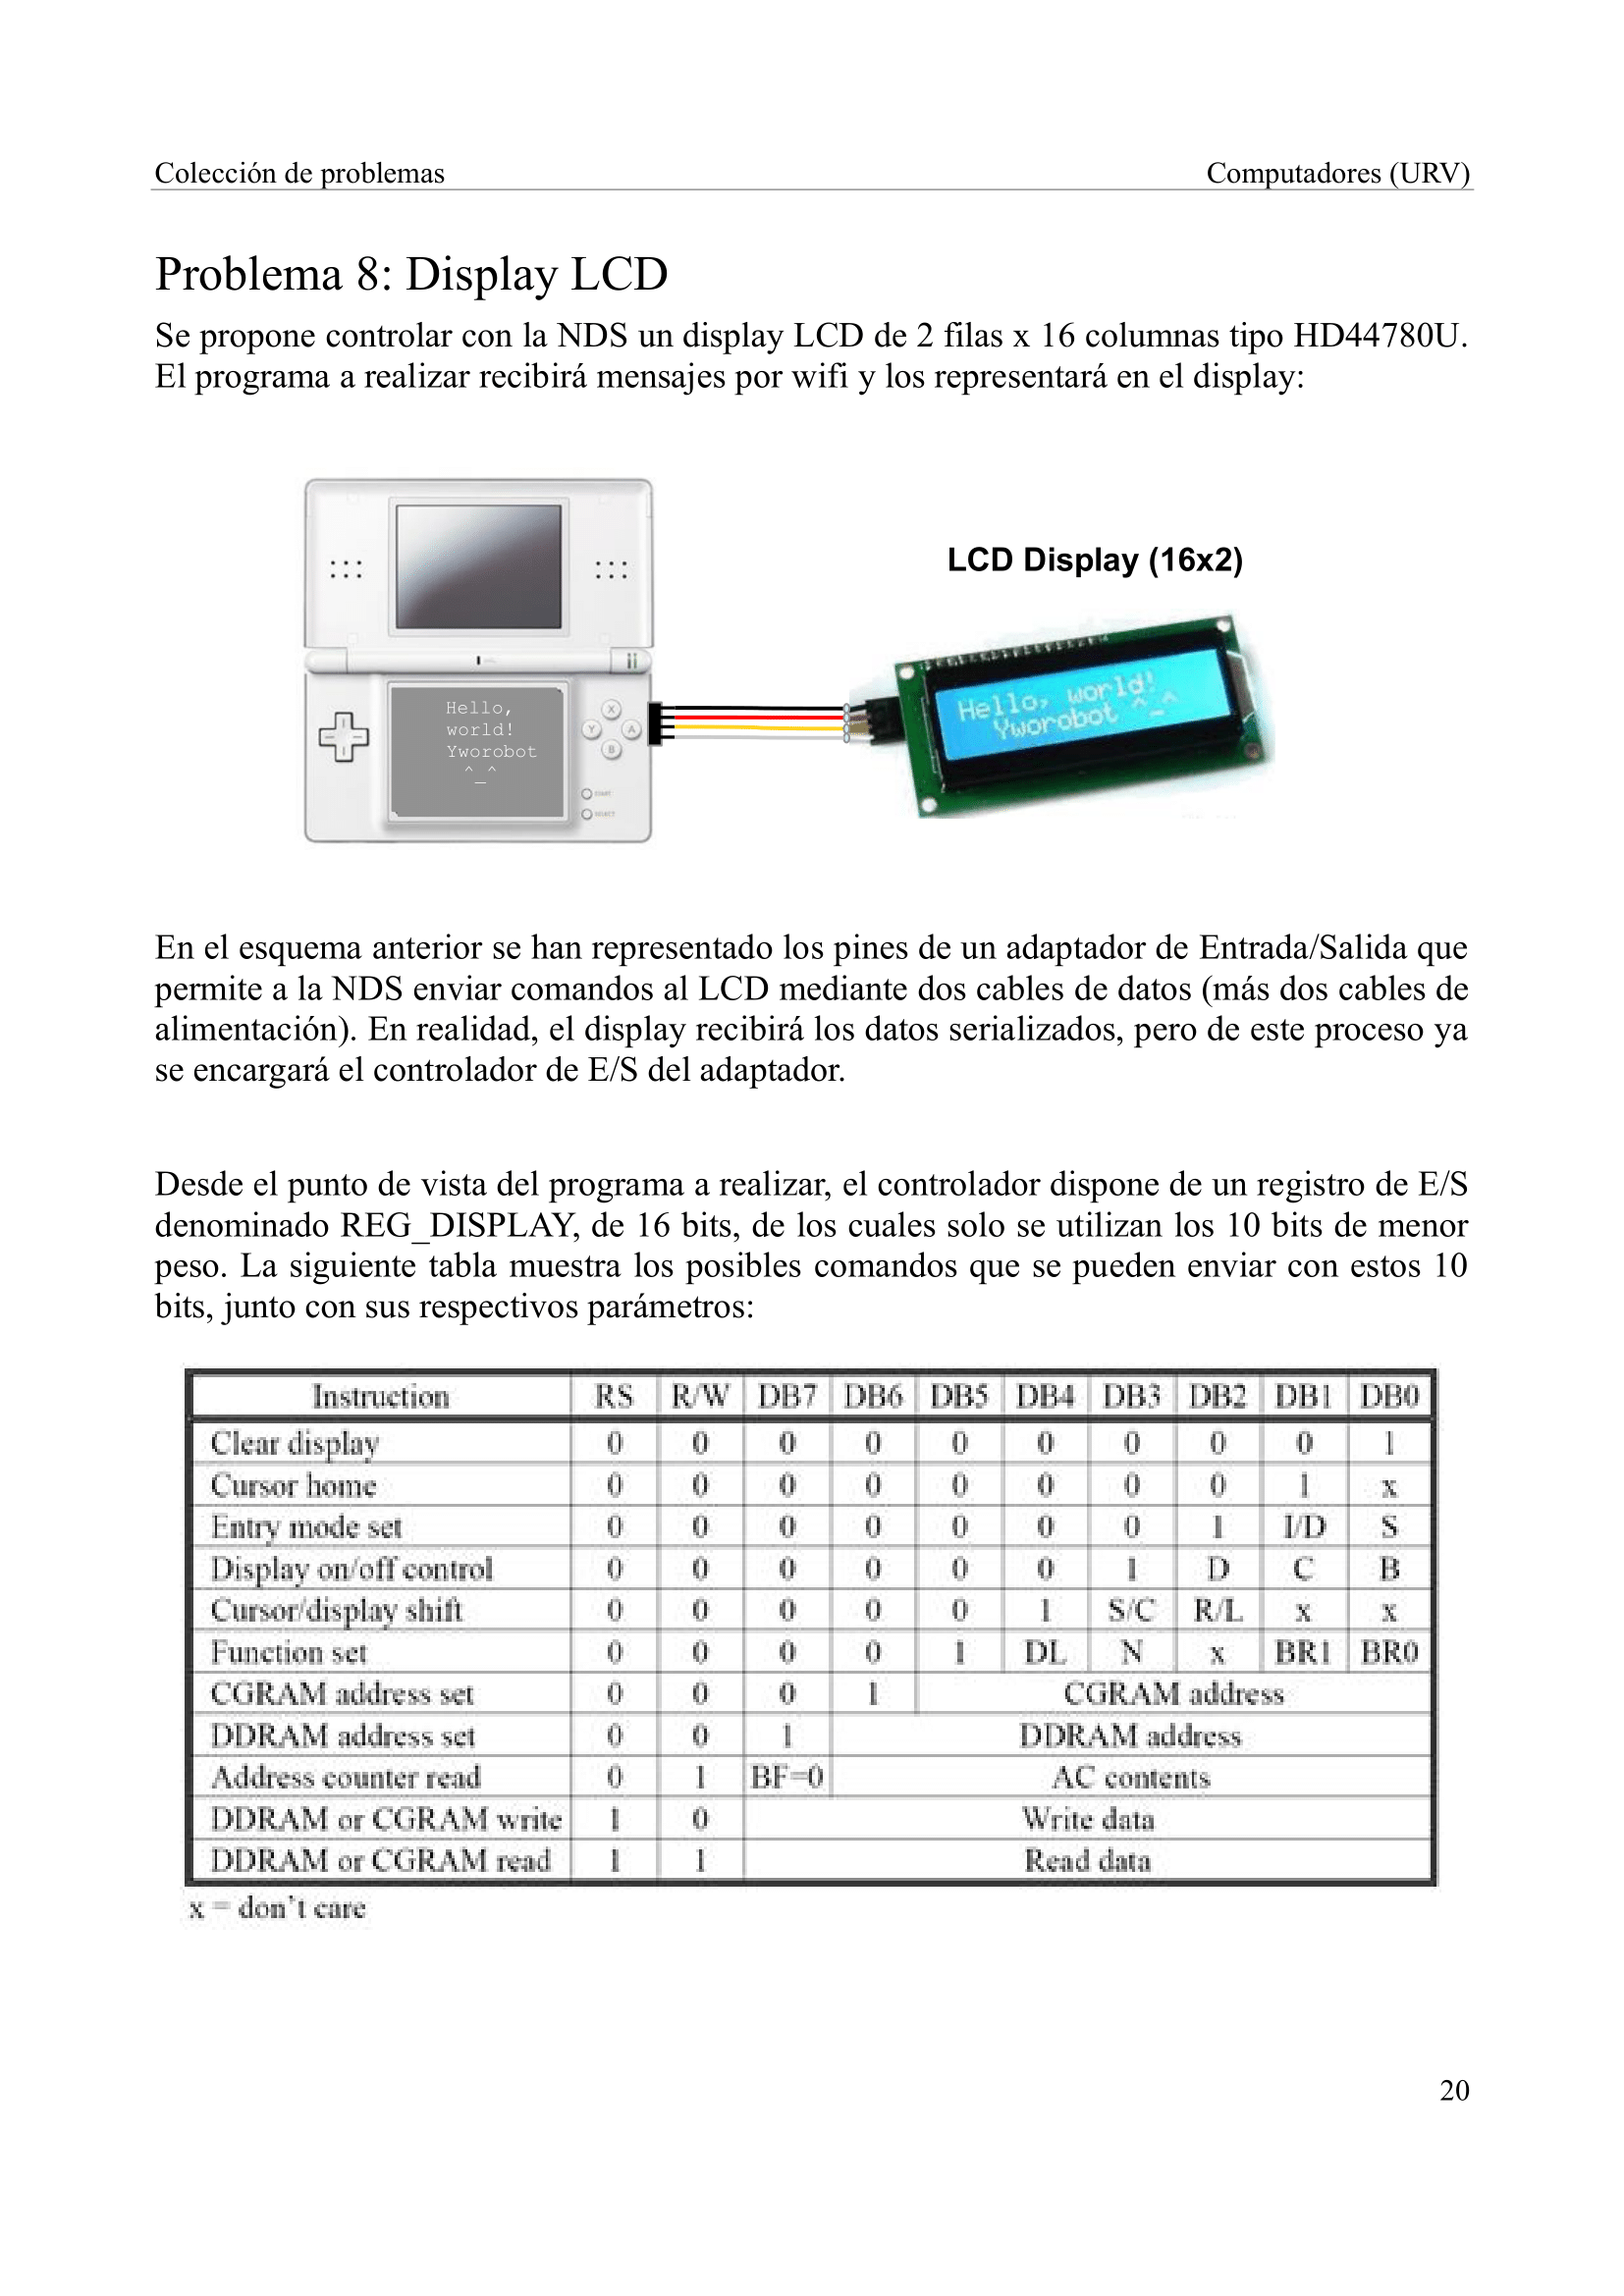 Colección de problemas
Computadores (URV)
Problema 8: Display LCD
Se propone controlar con la NDS un display LCD de 2 filas x 16 columnas tipo HD44780U.
El programa a realizar recibirá mensajes por wifi y los representará en el display:
LCD Display (16x2)
Hello,
world!
Yworobot
^_^
X
Y
A
B
START
SELECT
Hello, world!
Yworobot ^_^
En el esquema anterior se han representado los pines de un adaptador de Entrada/Salida que
permite a la NDS enviar comandos al LCD mediante dos cables de datos (más dos cables de
alimentación). En realidad, el display recibirá los datos serializados, pero de este proceso ya
se encargará el controlador de E/S del adaptador.
Desde el punto de vista del programa a realizar, el controlador dispone de un registro de E/S
denominado REG_DISPLAY, de 16 bits, de los cuales solo se utilizan los 10 bits de menor
peso. La siguiente tabla muestra los posibles comandos que se pueden enviar con estos 10
bits, junto con sus respectivos parámetros:
Instruction RS R/W DB7 DB6 DB5 DB4 DB3 DB2 DB1 DB0
Clear display 0 0 0 0 0 0 0 0 0 1
Cursor home 0 0 0 0 0 0 0 0 1 x
Entry mode set 0 0 0 0 0 0 0 1 I/D S
Display on/off control 0 0 0 0 0 0 1 D C B
Cursor/display shift 0 0 0 0 0 1 S/C R/L x x
Function set 0 0 0 0 1 DL N x BR1 BR0
CGRAM address set 0 0 0 1 CGRAM address
DDRAM address set 0 0 1 DDRAM address
Address counter read 0 1 BF=0 AC contents
DDRAM or CGRAM write 1 0 Write data
DDRAM or CGRAM read 1 1 Read data
x = don't care
20